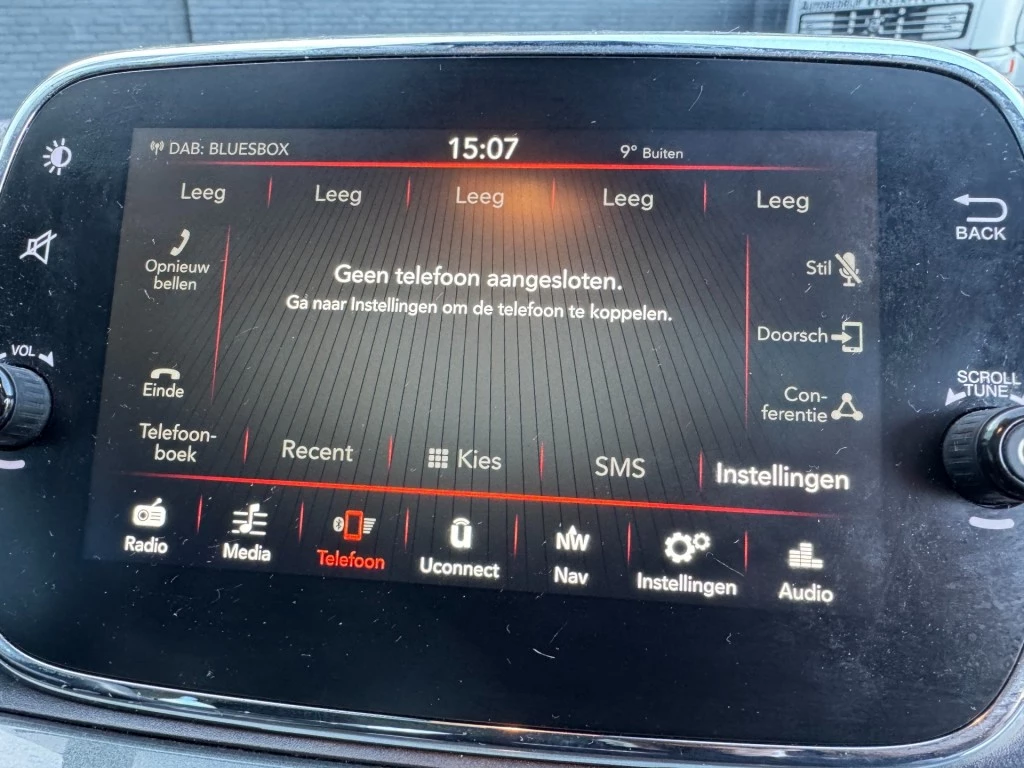 DAB: BLUESBOX 15:07 9° Buiten
Leeg Leeg Leeg Leeg Leeg
BACK
Opnieuw
bellen
Geen telefoon aangesloten.
Ga naar Instellingen om de telefoon te koppelen.
Stil
Doorsch
VOL
Einde
Con-
ferentie
SCROLL
TUNE
Telefoon-
boek
Recent
Kies
SMS
Instellingen
Radio
Media
Telefoon
Uconnect
NW
Nav
Instellingen
Audio